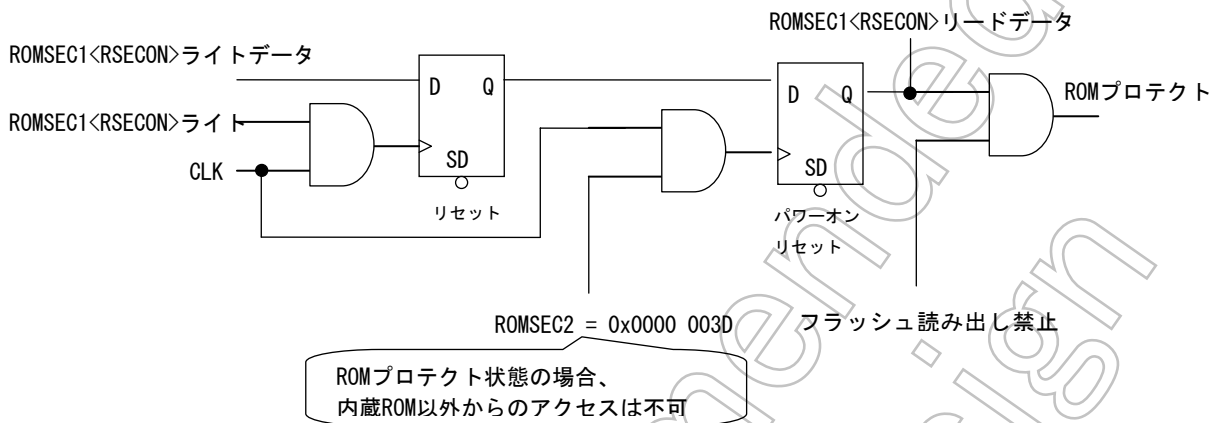 ROMSEC1<RSECON>リードデータ
ROMSEC1<RSECON>ライトデータ
D Q
D Q
ROMプロテクト
ROMSEC1<RSECON>ライト
CLK
SD
SD
リセット
パワーオン
リセット
ROMSEC2 = 0x0000 003D
フラッシュ読み出し禁止
ROMプロテクト状態の場合、
内蔵ROM以外からのアクセスは不可
mended
sign